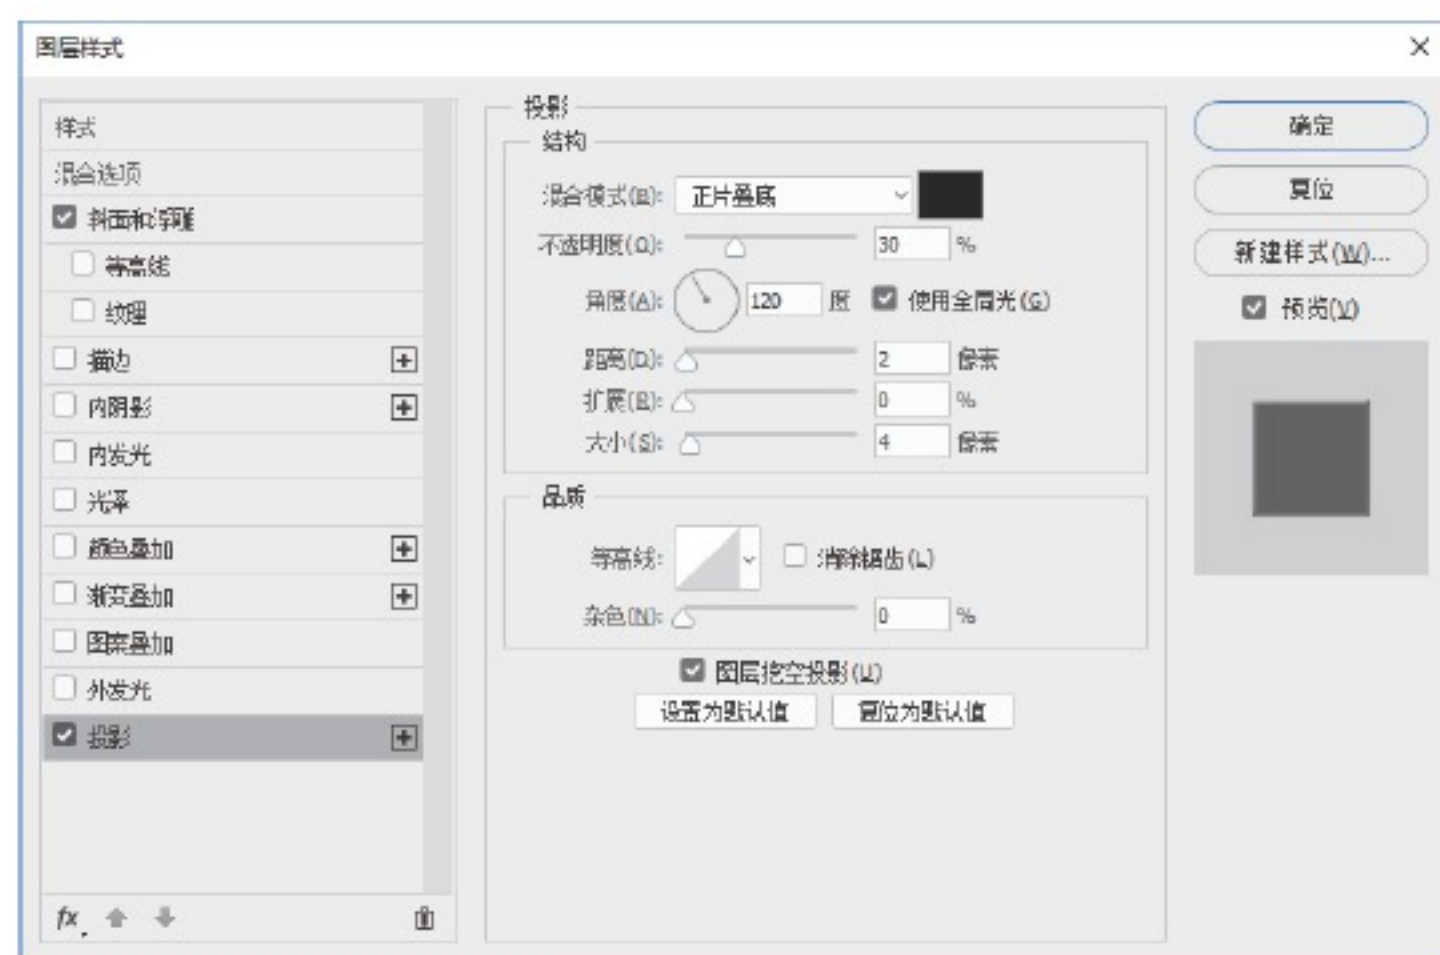 图层样式
样式
混合选项
斜面和浮雕
等高线
纹理
描边
内阴影
内发光
光泽
颜色叠加
渐变叠加
图案叠加
外发光
投影
fx
投影
结构
混合模式(B): 正片叠底
不透明度(O): 30 %
角度(A): 120 度 使用全局光(G)
距离(D): 2 像素
扩展(R): 0 %
大小(S): 4 像素
品质
等高线: 消除锯齿(L)
杂色(N): 0 %
图层挖空投影(U)
设置为默认值 复位为默认值
确定
复位
新建样式(W)...
预览(V)